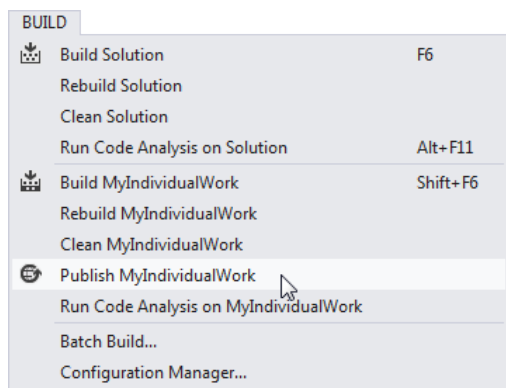 BUILD
Build Solution F6
Rebuild Solution
Clean Solution
Run Code Analysis on Solution Alt+F11
Build MyIndividualWork Shift+F6
Rebuild MyIndividualWork
Clean MyIndividualWork
Publish MyIndividualWork
Run Code Analysis on MyIndividualWork
Batch Build...
Configuration Manager...